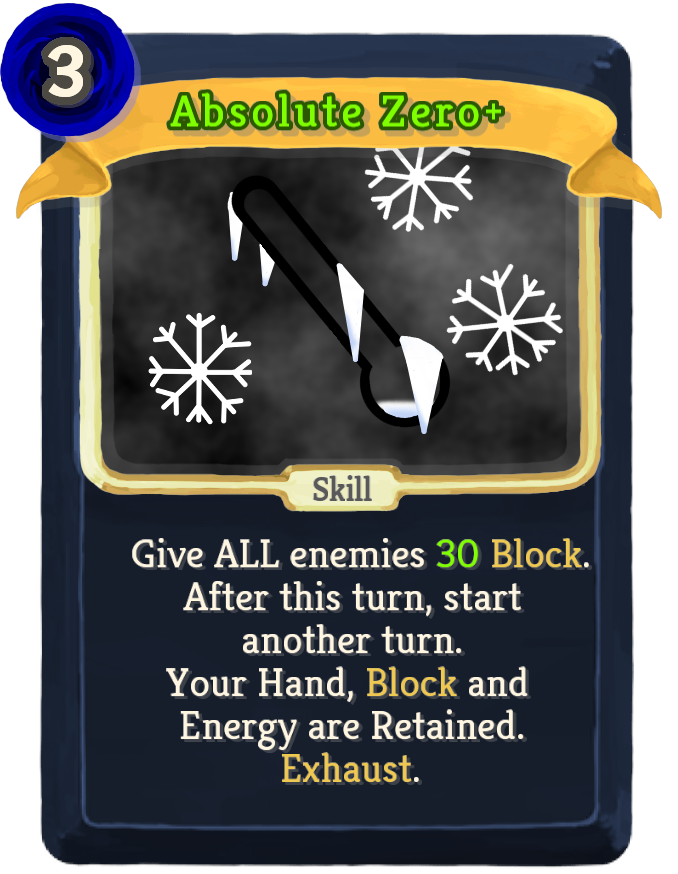 3
Absolute Zero+
Skill
Give ALL enemies 30 Block.
After this turn, start
another turn.
Your Hand, Block and
Energy are Retained.
Exhaust.